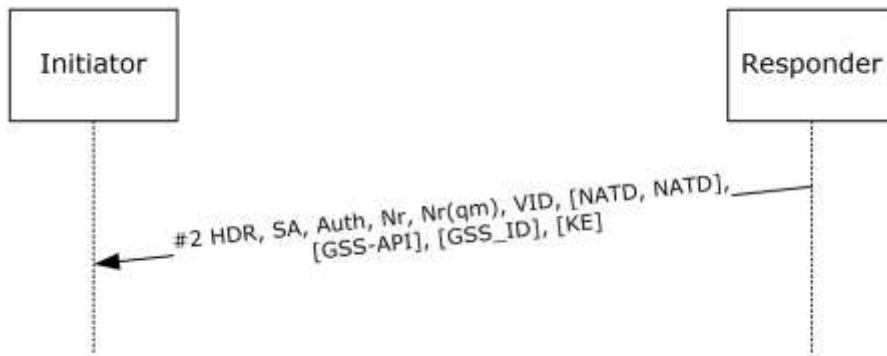 Initiator
Responder
#2 HDR, SA, Auth, Nr, Nr(qm), VID, [NATD, NATD],
[GSS-API], [GSS_ID], [KE]